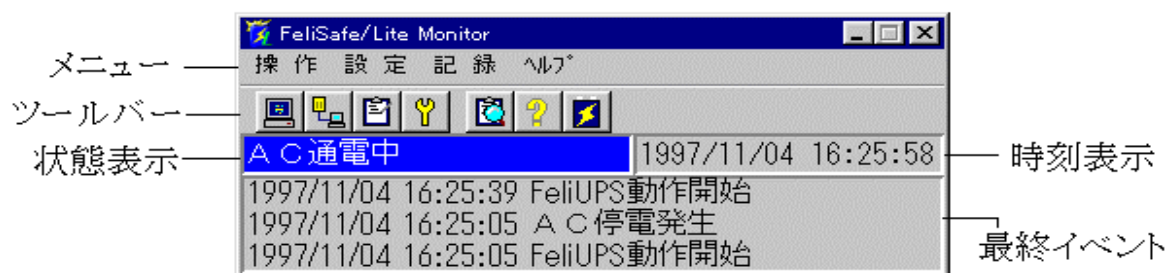 FeliSafe/Lite Monitor
メニュー
操作 設定 記録 ﾍﾙﾌﾟ
ツールバー
状態表示
AC通電中
1997/11/04 16:25:58
時刻表示
1997/11/04 16:25:39 FeliUPS動作開始
1997/11/04 16:25:05 AC停電発生
1997/11/04 16:25:05 FeliUPS動作開始
最終イベント